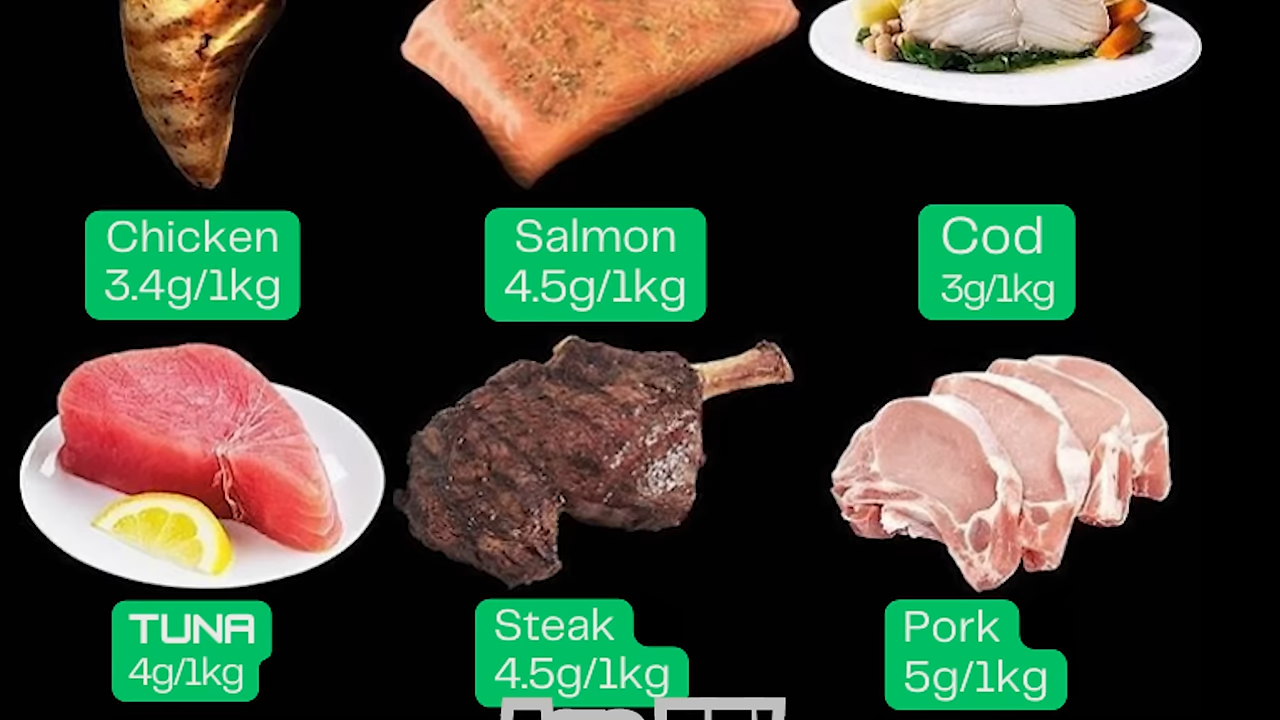 Chicken
3.4g/1kg
Salmon
4.5g/1kg
Cod
3g/1kg
TUNA
4g/1kg
Steak
4.5g/1kg
Pork
5g/1kg